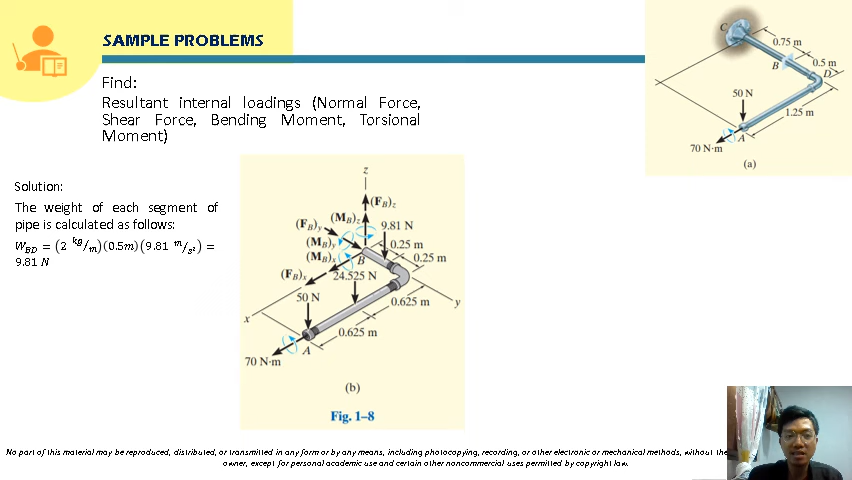 SAMPLE PROBLEMS
Find:
Resultant internal loadings (Normal Force,
Shear Force, Bending Moment, Torsional
Moment)
Solution:
The weight of each segment of
pipe is calculated as follows:
W_BD = (2 kg/m)(0.5m)(9.81 m/s²) =
9.81 N
C
0.75 m
B
0.5 m
D
50 N
1.25 m
A
70 N·m
(a)
z
(F_B)_z
(M_B)_z
(F_B)_y
9.81 N
(M_B)_y
0.25 m
(M_B)_x
B
0.25 m
(F_B)_x
24.525 N
50 N
0.625 m
y
x
0.625 m
A
70 N·m
(b)
Fig. 1–8
No part of this material may be reproduced, distributed, or transmitted in any form or by any means, including photocopying, recording, or other electronic or mechanical methods, without the
owner, except for personal academic use and certain other noncommercial uses permitted by copyright law.